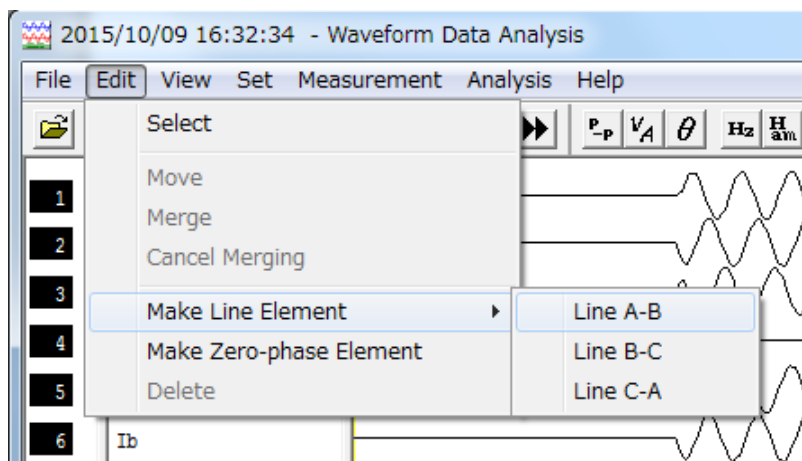 2015/10/09 16:32:34 - Waveform Data Analysis
File Edit View Set Measurement Analysis Help
P-P VA θ Hz Ham
Select
Move
Merge
Cancel Merging
Make Line Element
Make Zero-phase Element
Delete
Line A-B
Line B-C
Line C-A
1
2
3
4
5
6 Ib